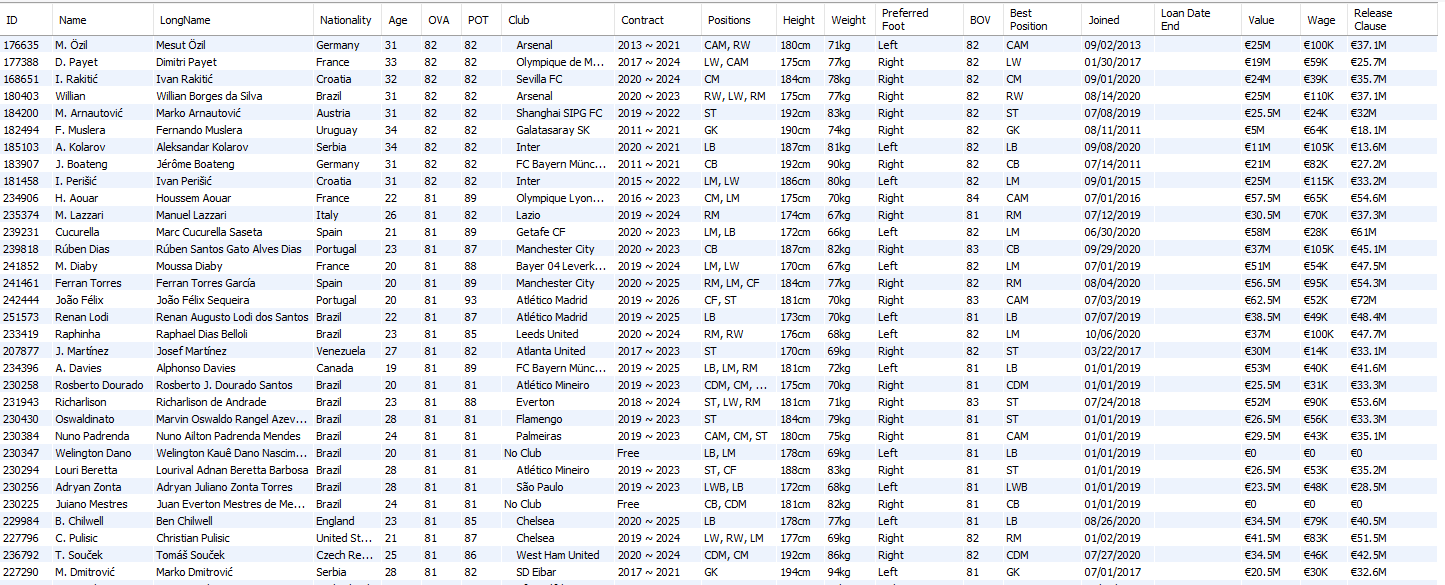 ID Name LongName Nationality Age OVA POT Club Contract Positions Height Weight Preferred Foot BOV Best Position Joined Loan Date End Value Wage Release Clause
176635 M. Özil Mesut Özil Germany 31 82 82 Arsenal 2013 ~ 2021 CAM, RW 180cm 71kg Left 82 CAM 09/02/2013 €25M €100K €37.1M
177388 D. Payet Dimitri Payet France 33 82 82 Olympique de M... 2017 ~ 2024 LW, CAM 175cm 77kg Right 82 LW 01/30/2017 €19M €59K €25.7M
168651 I. Rakitić Ivan Rakitić Croatia 32 82 82 Sevilla FC 2020 ~ 2024 CM 184cm 78kg Right 82 CM 09/01/2020 €24M €39K €35.7M
180403 Willian Willian Borges da Silva Brazil 31 82 82 Arsenal 2020 ~ 2023 RW, LW, RM 175cm 77kg Right 82 RW 08/14/2020 €25M €110K €37.1M
184200 M. Arnautović Marko Arnautović Austria 31 82 82 Shanghai SIPG FC 2019 ~ 2022 ST 192cm 83kg Right 82 ST 07/08/2019 €25.5M €24K €32M
182494 F. Muslera Fernando Muslera Uruguay 34 82 82 Galatasaray SK 2011 ~ 2021 GK 190cm 74kg Right 82 GK 08/11/2011 €5M €64K €18.1M
185103 A. Kolarov Aleksandar Kolarov Serbia 34 82 82 Inter 2020 ~ 2021 LB 187cm 81kg Left 82 LB 09/08/2020 €11M €105K €13.6M
183907 J. Boateng Jérôme Boateng Germany 31 82 82 FC Bayern Münc... 2011 ~ 2021 CB 192cm 90kg Right 82 CB 07/14/2011 €21M €82K €27.2M
181458 I. Perišić Ivan Perišić Croatia 31 82 82 Inter 2015 ~ 2022 LM, LW 186cm 80kg Left 82 LM 09/01/2015 €25M €115K €33.2M
234906 H. Aouar Houssem Aouar France 22 81 89 Olympique Lyon... 2016 ~ 2023 CM, LM 175cm 70kg Right 84 CAM 07/01/2016 €57.5M €65K €54.6M
235374 M. Lazzari Manuel Lazzari Italy 26 81 82 Lazio 2019 ~ 2024 RM 174cm 67kg Right 81 RM 07/12/2019 €30.5M €70K €37.3M
239231 Cucurella Marc Cucurella Saseta Spain 21 81 89 Getafe CF 2020 ~ 2023 LM, LB 172cm 66kg Left 82 LM 06/30/2020 €58M €28K €61M
239818 Rúben Dias Rúben Santos Gato Alves Dias Portugal 23 81 87 Manchester City 2020 ~ 2023 CB 187cm 82kg Right 83 CB 09/29/2020 €37M €105K €45.1M
241852 M. Diaby Moussa Diaby France 20 81 88 Bayer 04 Leverk... 2019 ~ 2024 LM, LW 170cm 67kg Left 82 LM 07/01/2019 €51M €54K €47.5M
241461 Ferran Torres Ferran Torres García Spain 20 81 89 Manchester City 2020 ~ 2025 RM, LM, CF 184cm 77kg Right 82 RM 08/04/2020 €56.5M €95K €54.3M
242444 João Félix João Félix Sequeira Portugal 20 81 93 Atlético Madrid 2019 ~ 2026 CF, ST 181cm 70kg Right 83 CAM 07/03/2019 €62.5M €52K €72M
251573 Renan Lodi Renan Augusto Lodi dos Santos Brazil 22 81 87 Atlético Madrid 2019 ~ 2025 LB 173cm 70kg Left 81 LB 07/07/2019 €38.5M €49K €48.4M
233419 Raphinha Raphael Dias Belloli Brazil 23 81 85 Leeds United 2020 ~ 2024 RM, RW 176cm 68kg Left 82 LM 10/06/2020 €37M €100K €47.7M
207877 J. Martínez Josef Martínez Venezuela 27 81 82 Atlanta United 2017 ~ 2023 ST 170cm 69kg Right 82 ST 03/22/2017 €30M €14K €33.1M
234396 A. Davies Alphonso Davies Canada 19 81 89 FC Bayern Münc... 2019 ~ 2025 LB, LM, RM 181cm 72kg Left 81 LB 01/01/2019 €53M €40K €41.6M
230258 Rosberto Dourado Rosberto J. Dourado Santos Brazil 20 81 81 Atlético Mineiro 2019 ~ 2023 CDM, CM, ... 175cm 70kg Right 81 CDM 01/01/2019 €25.5M €31K €33.3M
231943 Richarlison Richarlison de Andrade Brazil 23 81 88 Everton 2018 ~ 2024 ST, LW, RM 181cm 71kg Right 83 ST 07/24/2018 €52M €90K €53.6M
230430 Oswaldinato Marvin Oswaldo Rangel Azev... Brazil 28 81 81 Flamengo 2019 ~ 2023 ST 184cm 79kg Right 81 ST 01/01/2019 €26.5M €56K €33.3M
230384 Nuno Padrenda Nuno Ailton Padrenda Mendes Brazil 24 81 81 Palmeiras 2019 ~ 2023 CAM, CM, ST 180cm 75kg Right 81 CAM 01/01/2019 €29.5M €43K €35.1M
230347 Welington Dano Welington Kauê Dano Nascim... Brazil 20 81 81 No Club Free LB, LM 178cm 69kg Left 81 LB 01/01/2019 €0 €0 €0
230294 Louri Beretta Lourival Adnan Beretta Barbosa Brazil 28 81 81 Atlético Mineiro 2019 ~ 2023 ST, CF 188cm 83kg Right 81 ST 01/01/2019 €26.5M €53K €35.2M
230256 Adryan Zonta Adryan Juliano Zonta Torres Brazil 28 81 81 São Paulo 2019 ~ 2023 LWB, LB 172cm 68kg Left 81 LWB 01/01/2019 €23.5M €48K €28.5M
230225 Juiano Mestres Juan Everton Mestres de Me... Brazil 24 81 81 No Club Free CB, CDM 181cm 82kg Right 81 CB 01/01/2019 €0 €0 €0
229984 B. Chilwell Ben Chilwell England 23 81 85 Chelsea 2020 ~ 2025 LB 178cm 77kg Left 81 LB 08/26/2020 €34.5M €79K €40.5M
227796 C. Pulisic Christian Pulisic United St... 21 81 87 Chelsea 2019 ~ 2024 LW, RW, LM 177cm 69kg Right 82 RM 01/02/2019 €41.5M €83K €51.5M
236792 T. Souček Tomáš Souček Czech Re... 25 81 86 West Ham United 2020 ~ 2024 CDM, CM 192cm 86kg Right 82 CDM 07/27/2020 €34.5M €46K €42.5M
227290 M. Dmitrović Marko Dmitrović Serbia 28 81 82 SD Eibar 2017 ~ 2021 GK 194cm 94kg Left 81 GK 07/01/2017 €20.5M €30K €32.6M